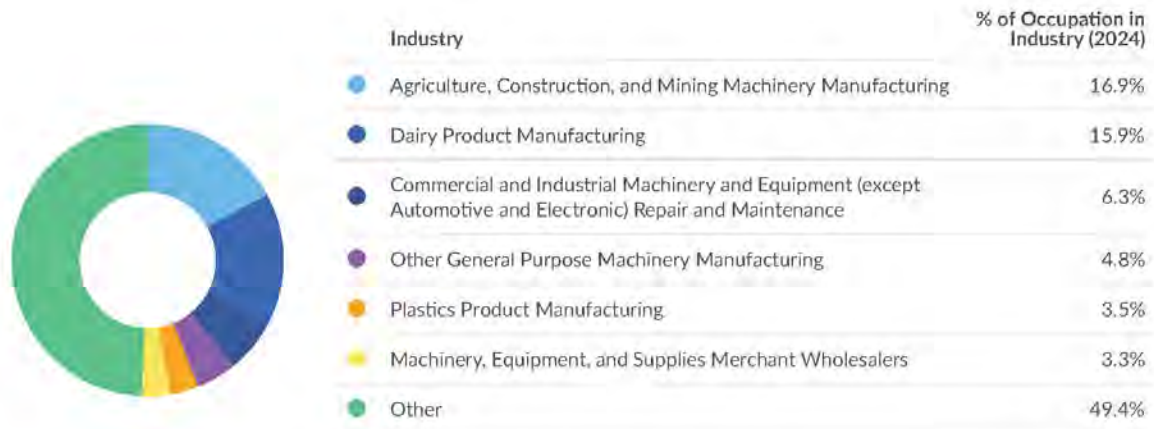 Industry
% of Occupation in
Industry (2024)
Agriculture, Construction, and Mining Machinery Manufacturing 16.9%
Dairy Product Manufacturing 15.9%
Commercial and Industrial Machinery and Equipment (except
Automotive and Electronic) Repair and Maintenance 6.3%
Other General Purpose Machinery Manufacturing 4.8%
Plastics Product Manufacturing 3.5%
Machinery, Equipment, and Supplies Merchant Wholesalers 3.3%
Other 49.4%